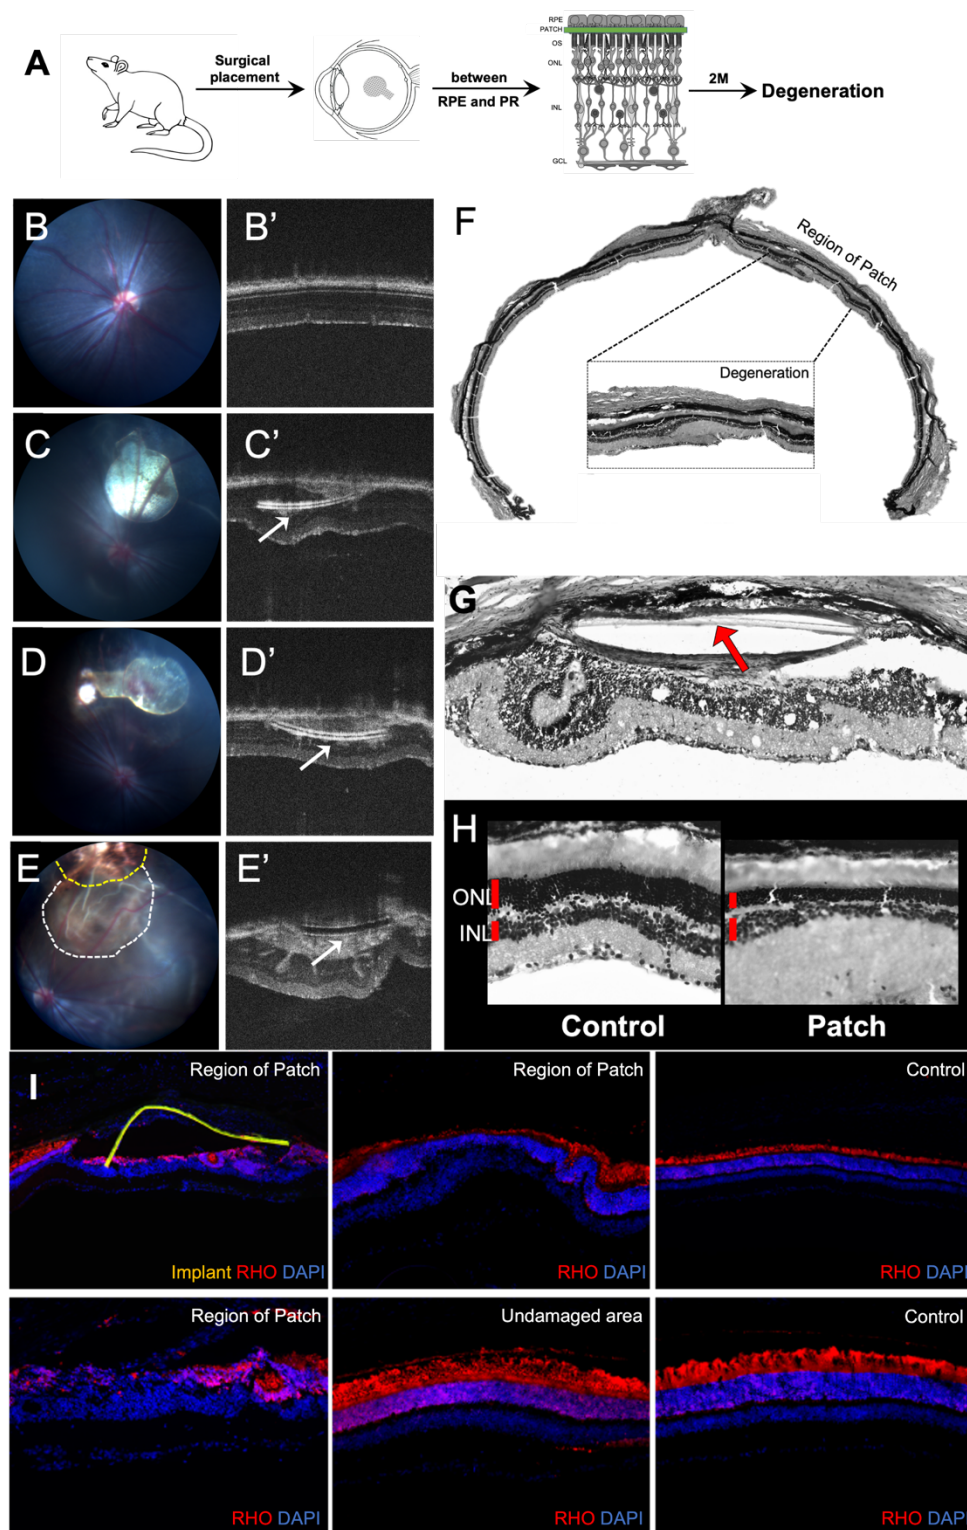 A
Surgical
placement
between
RPE and PR
RPE
PATCH
OS
ONL
INL
GCL
2M
Degeneration
B
B'
C
C'
D
D'
E
E'
F
Region of Patch
Degeneration
G
H
ONL
INL
Control
Patch
I
Region of Patch
Implant RHO DAPI
Region of Patch
RHO DAPI
Control
RHO DAPI
Region of Patch
RHO DAPI
Undamaged area
RHO DAPI
Control
RHO DAPI